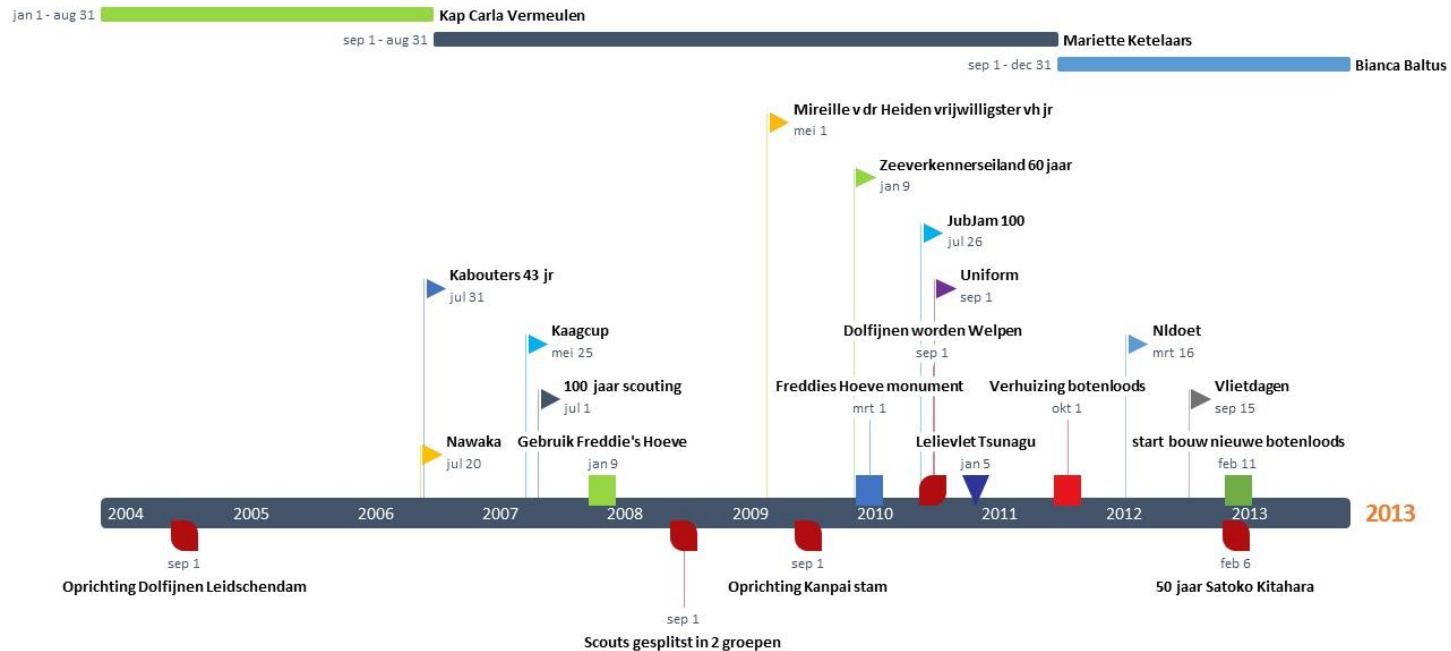 jan 1 - aug 31 Kap Carla Vermeulen
sep 1 - aug 31 Mariette Ketelaars
sep 1 - dec 31 Bianca Baltus
Mireille v dr Heiden vrijwilligster vh jr
mei 1
Zeeverkennerseiland 60 jaar
jan 9
JubJam 100
jul 26
Kabouters 43 jr
jul 31
Uniform
sep 1
Kaagcup
mei 25
Dolfijnen worden Welpen
sep 1
Nldoet
mrt 16
100 jaar scouting
jul 1
Freddies Hoeve monument
mrt 1
Verhuizing botenloods
okt 1
Vlietdagen
sep 15
Nawaka
jul 20
Gebruik Freddie's Hoeve
jan 9
Lelievlet Tsunagu
jan 5
start bouw nieuwe botenloods
feb 11
2004 2005 2006 2007 2008 2009 2010 2011 2012 2013 2013
sep 1
Oprichting Dolfijnen Leidschendam
sep 1
Scouts gesplitst in 2 groepen
sep 1
Oprichting Kanpai stam
feb 6
50 jaar Satoko Kitahara